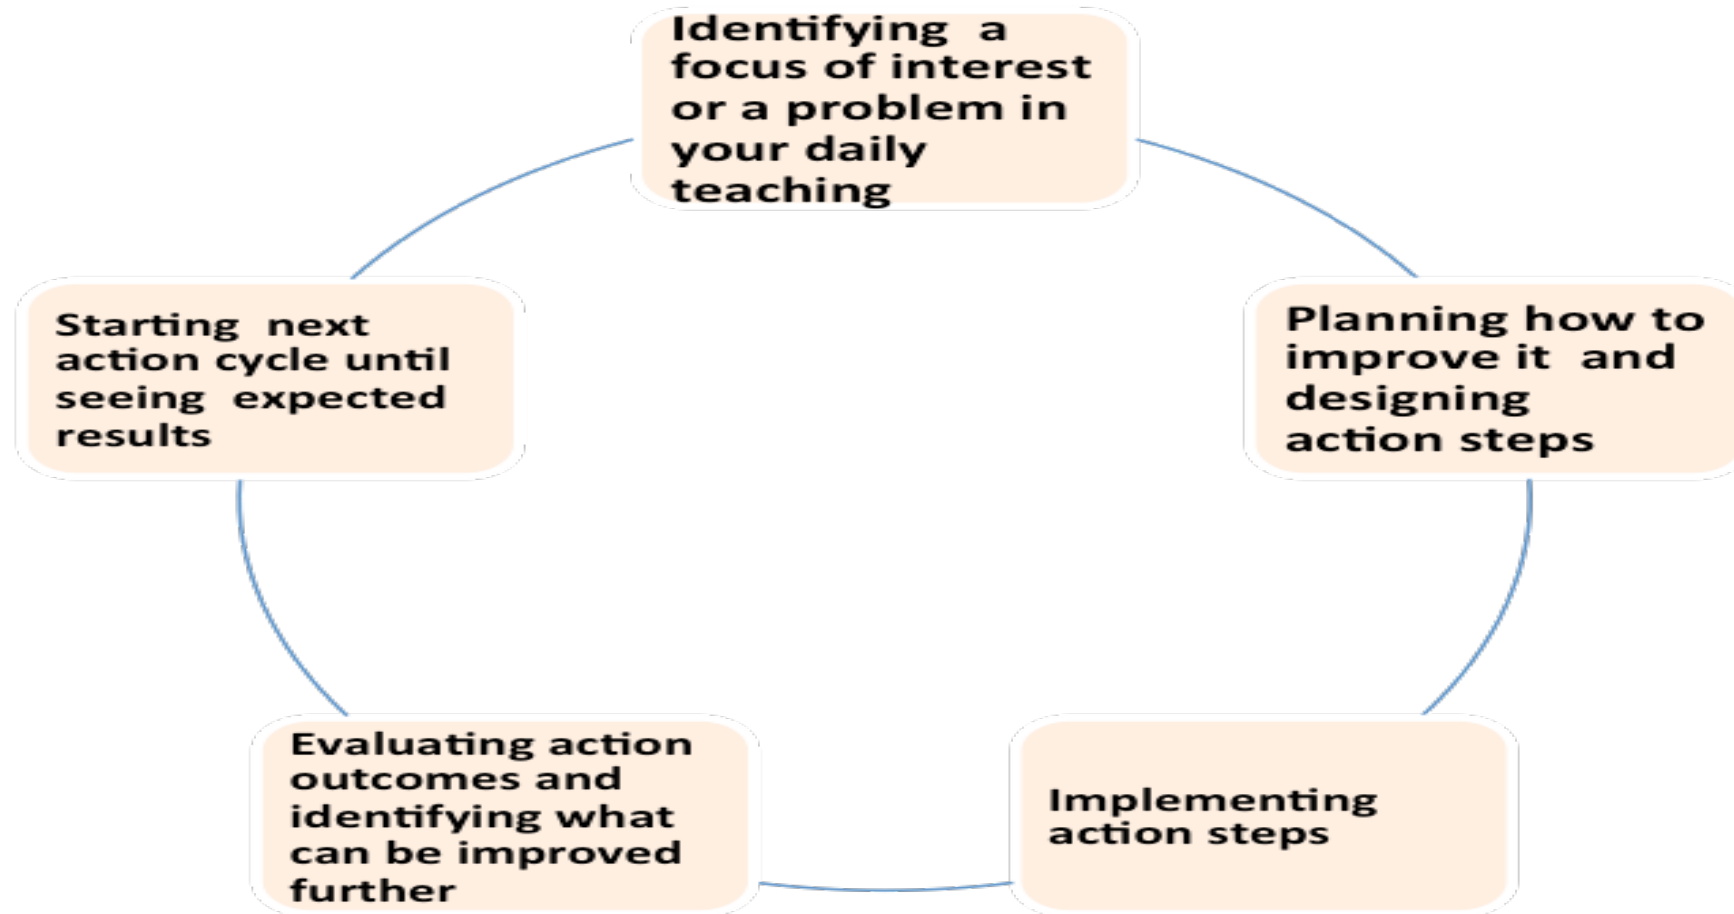 Identifying a
focus of interest
or a problem in
your daily
teaching
Planning how to
improve it and
designing
action steps
Implementing
action steps
Evaluating action
outcomes and
identifying what
can be improved
further
Starting next
action cycle until
seeing expected
results